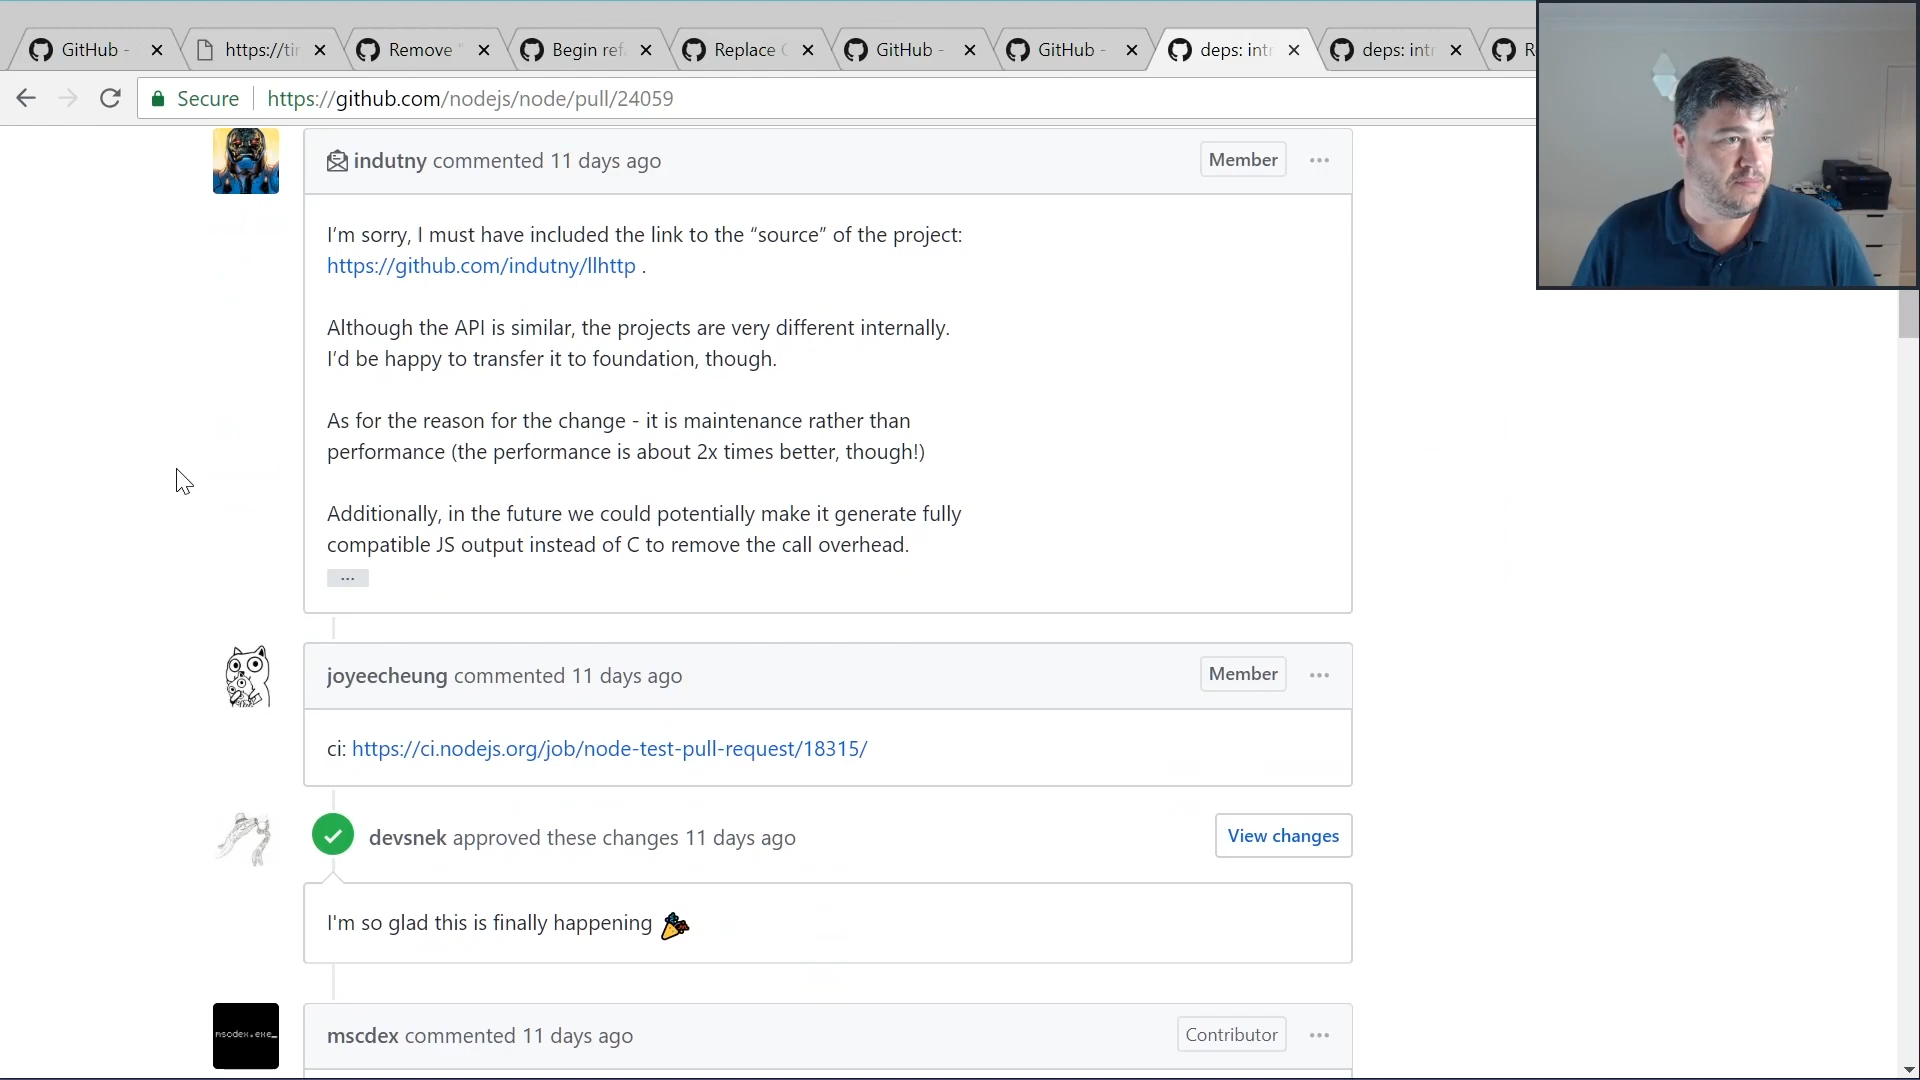 GitHub -
https://tin
Remove "
Begin ref
Replace
GitHub -
GitHub -
deps: intr
deps: intr
R
Secure
https://github.com/nodejs/node/pull/24059
indutny commented 11 days ago
Member
I'm sorry, I must have included the link to the “source” of the project:
https://github.com/indutny/llhttp .
Although the API is similar, the projects are very different internally.
I'd be happy to transfer it to foundation, though.
As for the reason for the change - it is maintenance rather than
performance (the performance is about 2x times better, though!)
Additionally, in the future we could potentially make it generate fully
compatible JS output instead of C to remove the call overhead.
...
joyeecheung commented 11 days ago
Member
ci: https://ci.nodejs.org/job/node-test-pull-request/18315/
devsnek approved these changes 11 days ago
View changes
I'm so glad this is finally happening 🎉
mscdex.exe_
mscdex commented 11 days ago
Contributor